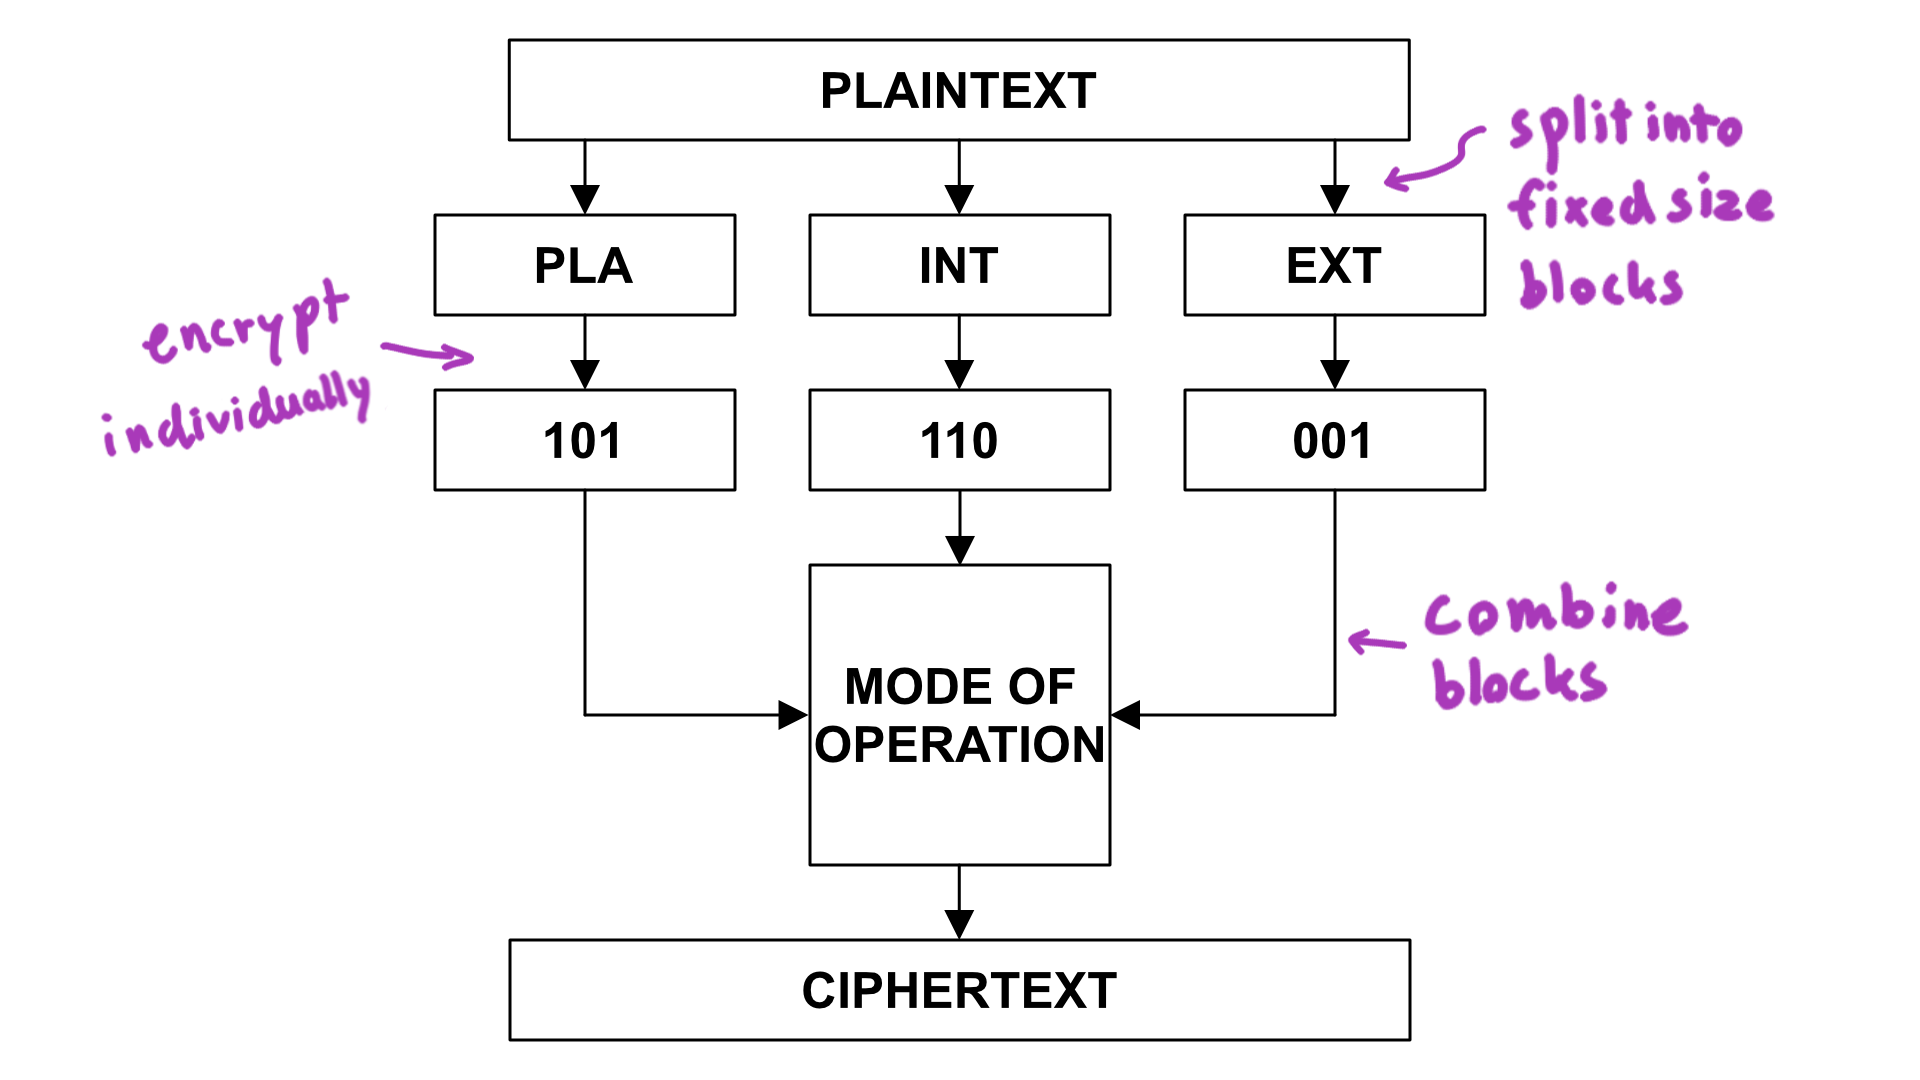 PLAINTEXT
split into
fixed size
blocks
PLA
INT
EXT
encrypt
individually
101
110
001
MODE OF
OPERATION
Combine
blocks
CIPHERTEXT